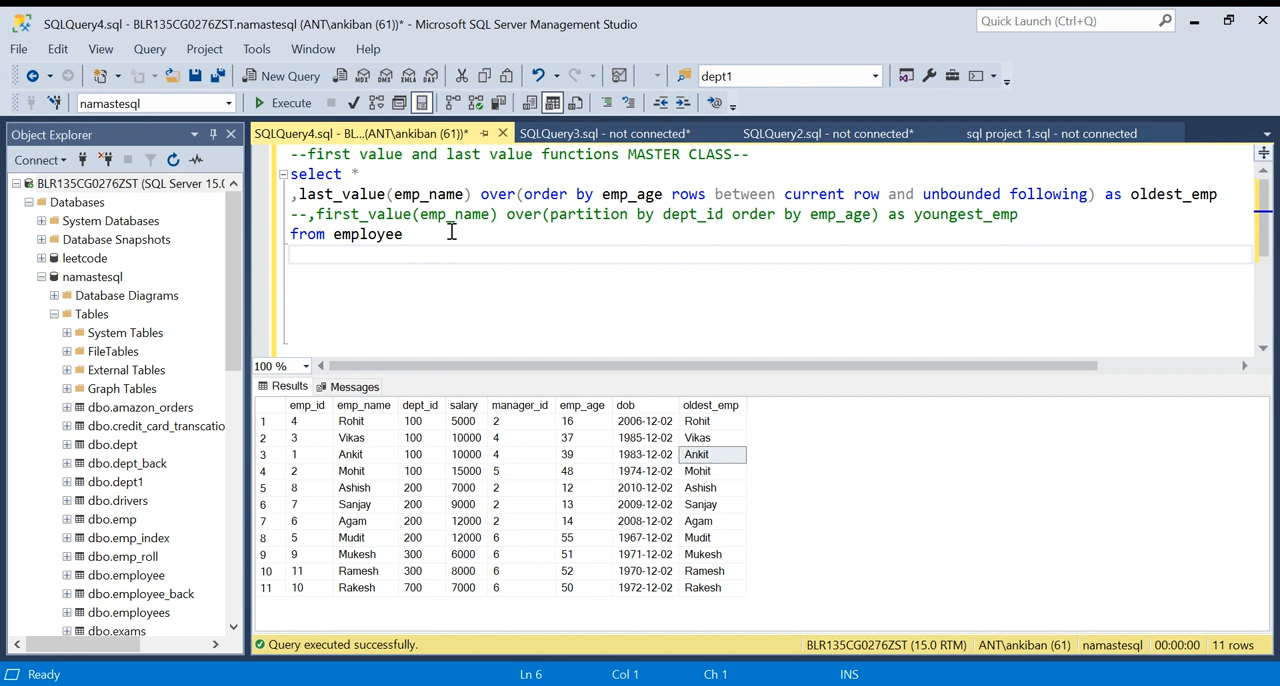 SQLQuery4.sql - BLR135CG0276ZST.namastesql (ANT\ankiban (61))* - Microsoft SQL Server Management Studio
Quick Launch (Ctrl+Q)
File Edit View Query Project Tools Window Help
New Query
MDX DMX XMLA DAX
dept1
namastesql
Execute
Object Explorer
SQLQuery4.sql - BL...(ANT\ankiban (61))* SQLQuery3.sql - not connected* SQLQuery2.sql - not connected* sql project 1.sql - not connected
Connect
BLR135CG0276ZST (SQL Server 15.(
Databases
System Databases
Database Snapshots
leetcode
namastesql
Database Diagrams
Tables
System Tables
FileTables
External Tables
Graph Tables
dbo.amazon_orders
dbo.credit_card_transcatio
dbo.dept
dbo.dept_back
dbo.dept1
dbo.drivers
dbo.emp
dbo.emp_index
dbo.emp_roll
dbo.employee
dbo.employee_back
dbo.employees
dbo.exams
--first value and last value functions MASTER CLASS--
select *
,last_value(emp_name) over(order by emp_age rows between current row and unbounded following) as oldest_emp
--,first_value(emp_name) over(partition by dept_id order by emp_age) as youngest_emp
from employee
100 %
Results Messages
emp_id emp_name dept_id salary manager_id emp_age dob oldest_emp
1 4 Rohit 100 5000 2 16 2006-12-02 Rohit
2 3 Vikas 100 10000 4 37 1985-12-02 Vikas
3 1 Ankit 100 10000 4 39 1983-12-02 Ankit
4 2 Mohit 100 15000 5 48 1974-12-02 Mohit
5 8 Ashish 200 7000 2 12 2010-12-02 Ashish
6 7 Sanjay 200 9000 2 13 2009-12-02 Sanjay
7 6 Agam 200 12000 2 14 2008-12-02 Agam
8 5 Mudit 200 12000 6 55 1967-12-02 Mudit
9 9 Mukesh 300 6000 6 51 1971-12-02 Mukesh
10 11 Ramesh 300 8000 6 52 1970-12-02 Ramesh
11 10 Rakesh 700 7000 6 50 1972-12-02 Rakesh
Query executed successfully. BLR135CG0276ZST (15.0 RTM) ANT\ankiban (61) namastesql 00:00:00 11 rows
Ready Ln 6 Col 1 Ch 1 INS